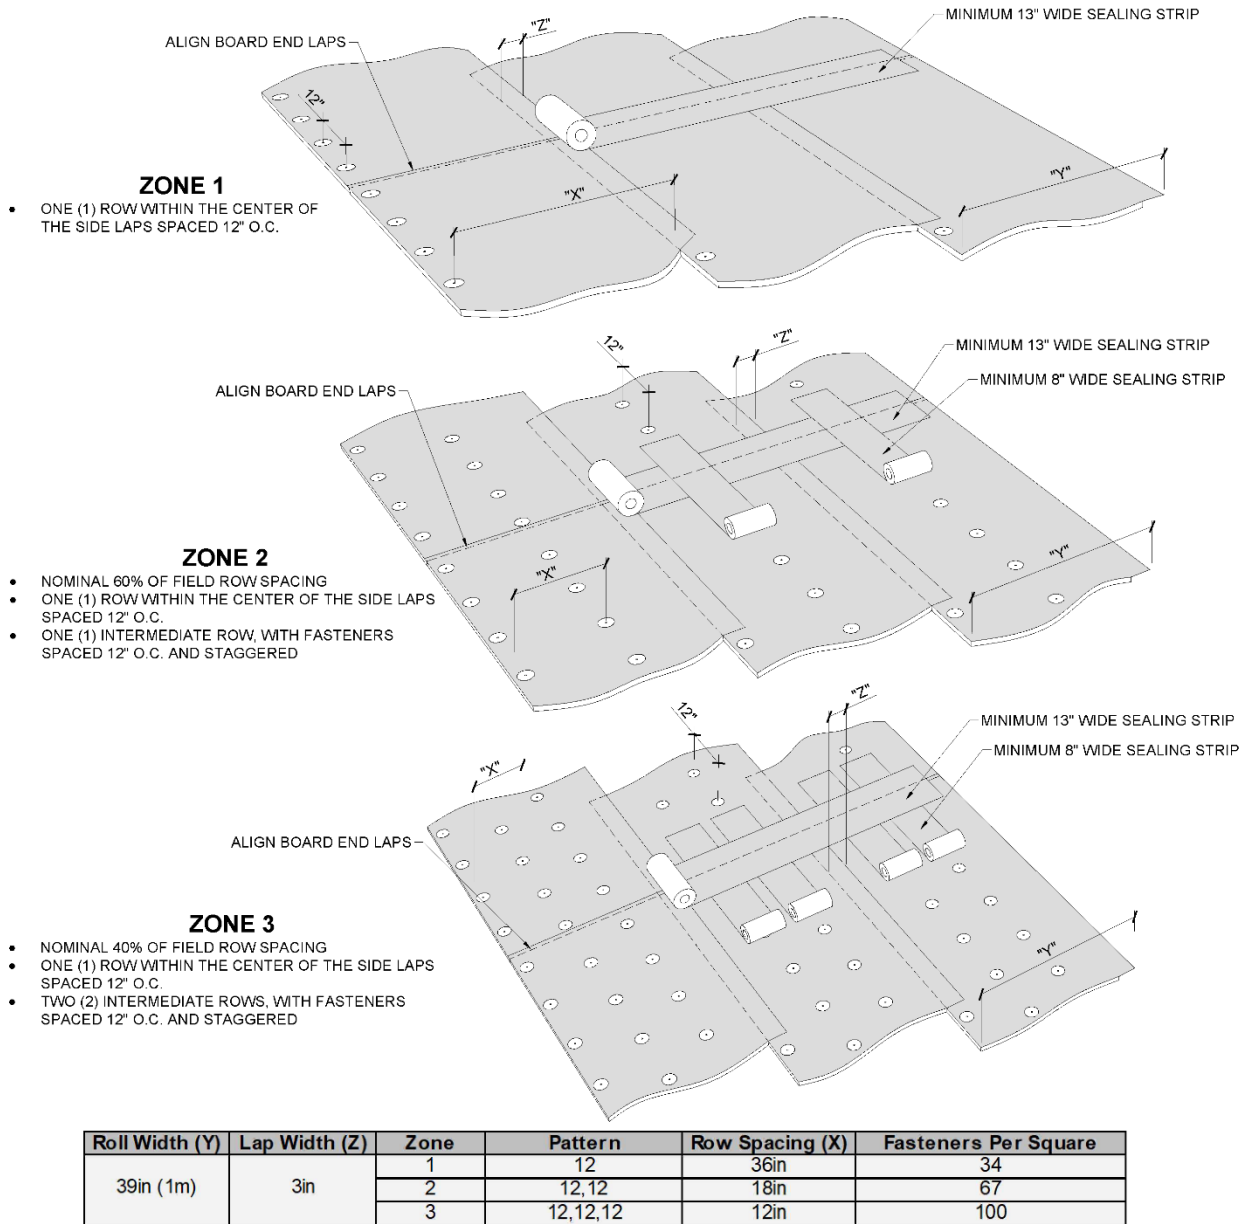 "Z"
MINIMUM 13" WIDE SEALING STRIP
ALIGN BOARD END LAPS
12"
"X"
"Y"
ZONE 1
• ONE (1) ROW WITHIN THE CENTER OF
THE SIDE LAPS SPACED 12" O.C.
12"
"Z"
MINIMUM 13" WIDE SEALING STRIP
MINIMUM 8" WIDE SEALING STRIP
ALIGN BOARD END LAPS
"X"
"Y"
ZONE 2
• NOMINAL 60% OF FIELD ROW SPACING
• ONE (1) ROW WITHIN THE CENTER OF THE SIDE LAPS
SPACED 12" O.C.
• ONE (1) INTERMEDIATE ROW, WITH FASTENERS
SPACED 12" O.C. AND STAGGERED
"Z"
12"
MINIMUM 13" WIDE SEALING STRIP
MINIMUM 8" WIDE SEALING STRIP
"X"
ALIGN BOARD END LAPS
"Y"
ZONE 3
• NOMINAL 40% OF FIELD ROW SPACING
• ONE (1) ROW WITHIN THE CENTER OF THE SIDE LAPS
SPACED 12" O.C.
• TWO (2) INTERMEDIATE ROWS, WITH FASTENERS
SPACED 12" O.C. AND STAGGERED
Roll Width (Y) Lap Width (Z) Zone Pattern Row Spacing (X) Fasteners Per Square
1 12 36in 34
39in (1m) 3in 2 12,12 18in 67
3 12,12,12 12in 100